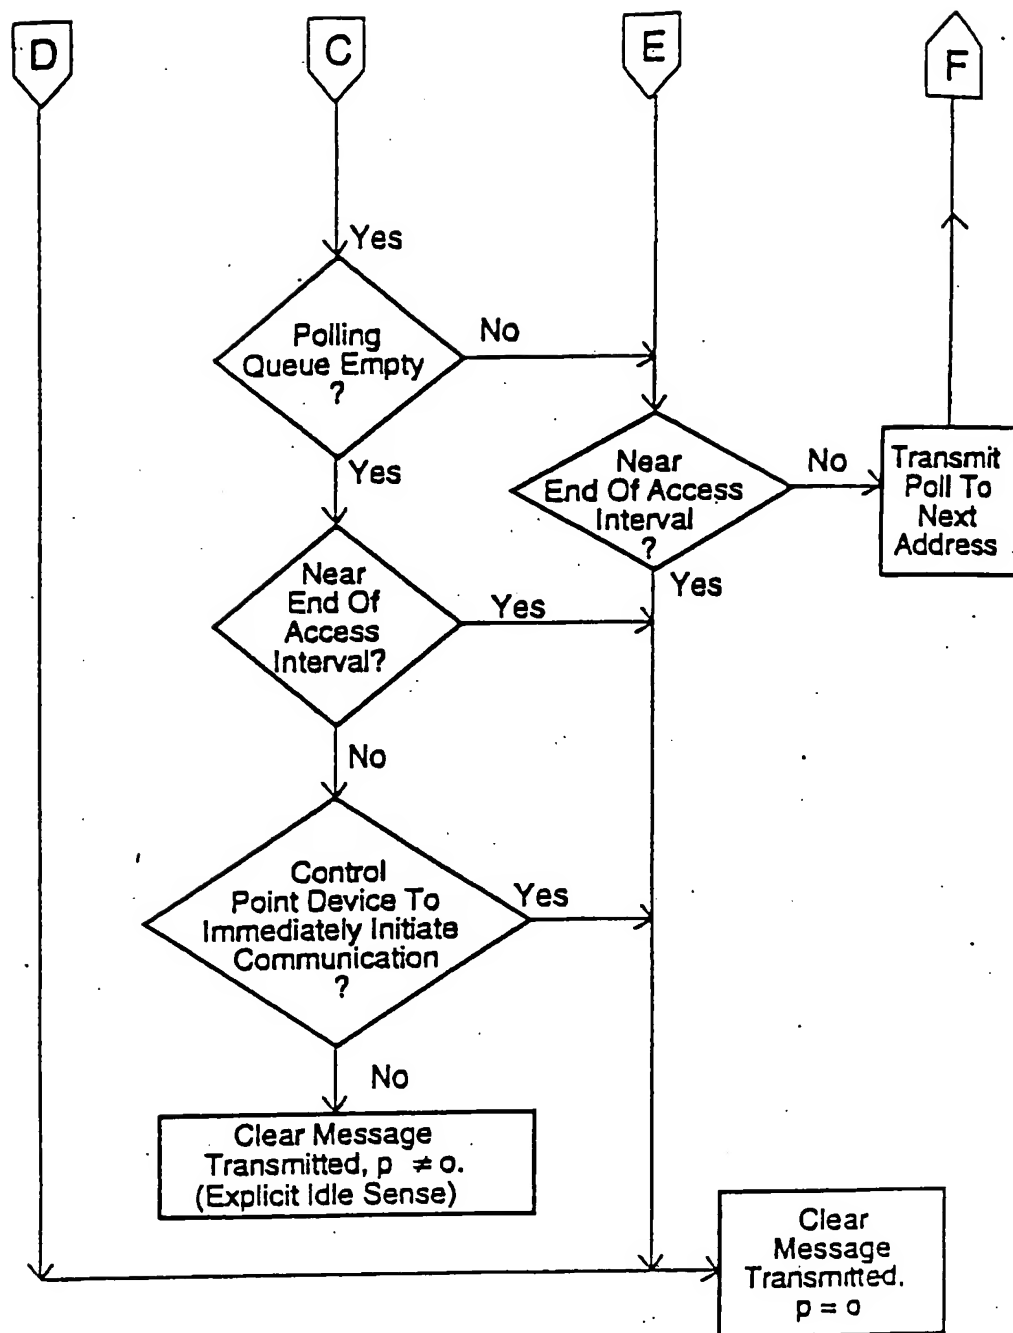 D
C
E
F
Yes
Polling
Queue Empty
?
No
Yes
Near
End Of Access
Interval
?
No
Transmit
Poll To
Next
Address
Yes
Near
End Of
Access
Interval?
Yes
No
Control
Point Device To
Immediately Initiate
Communication
?
Yes
No
Clear Message
Transmitted, p ≠ o.
(Explicit Idle Sense)
Clear
Message
Transmitted.
p = o